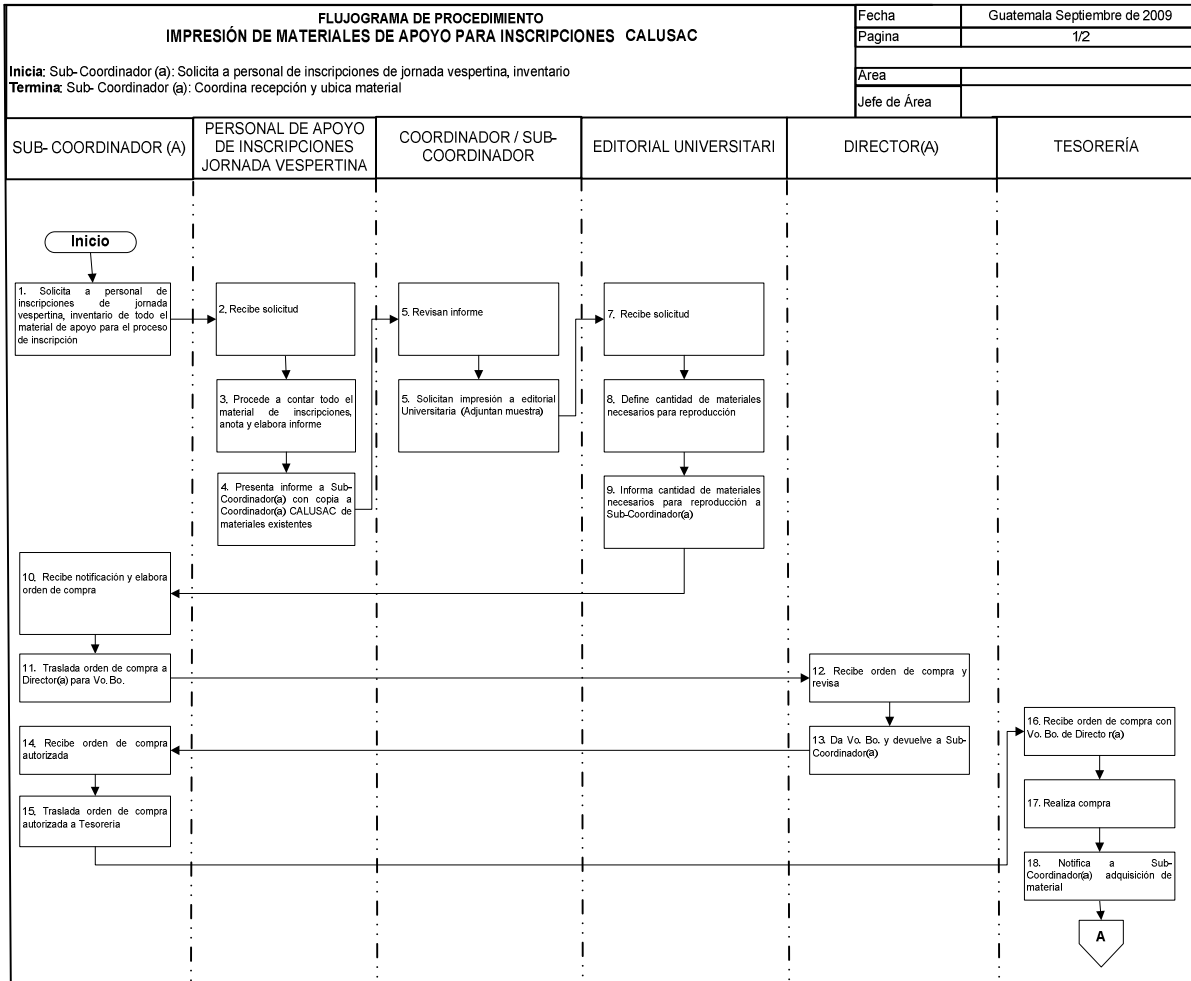 FLUJOGRAMA DE PROCEDIMIENTO
IMPRESIÓN DE MATERIALES DE APOYO PARA INSCRIPCIONES CALUSAC
Inicia: Sub-Coordinador (a): Solicita a personal de inscripciones de jornada vespertina, inventario
Termina: Sub- Coordinador (a): Coordina recepción y ubica material
Fecha
Guatemala Septiembre de 2009
Pagina
1/2
Area
Jefe de Área
SUB- COORDINADOR (A)
PERSONAL DE APOYO
DE INSCRIPCIONES
JORNADA VESPERTINA
COORDINADOR / SUB-
COORDINADOR
EDITORIAL UNIVERSITARI
DIRECTOR(A)
TESORERÍA
Inicio
1. Solicita a personal de
inscripciones de jornada
vespertina, inventario de todo el
material de apoyo para el proceso
de inscripción
2. Recibe solicitud
3. Procede a contar todo el
material de inscripciones,
anota y elabora informe
4. Presenta informe a Sub-
Coordinador(a) con copia a
Coordinador(a) CALUSAC de
materiales existentes
5. Revisan informe
5. Solicitan impresión a editorial
Universitaria (Adjuntan muestra)
7. Recibe solicitud
8. Define cantidad de materiales
necesarios para reproducción
9. Informa cantidad de materiales
necesarios para reproducción a
Sub-Coordinador(a)
10. Recibe notificación y elabora
orden de compra
11. Traslada orden de compra a
Director(a) para Vo. Bo.
12. Recibe orden de compra y
revisa
13. Da Vo. Bo. y devuelve a Sub-
Coordinador(a)
14. Recibe orden de compra
autorizada
15. Traslada orden de compra
autorizada a Tesorería
16. Recibe orden de compra con
Vo. Bo. de Directo r(a)
17. Realiza compra
18. Notifica a Sub-
Coordinador(a) adquisición de
material
A